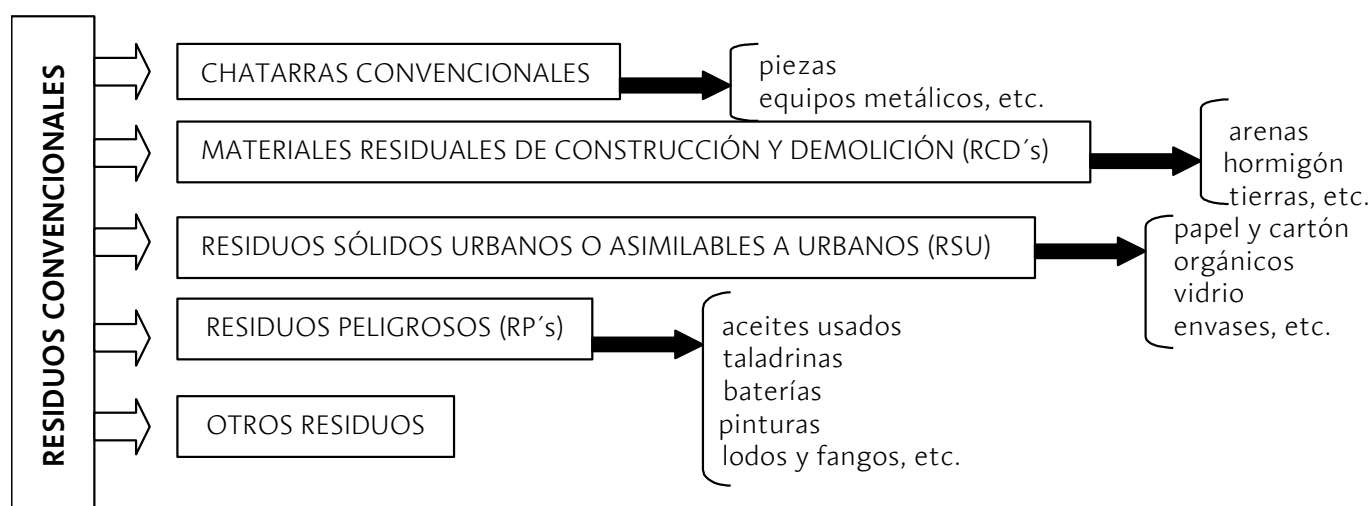 RESIDUOS CONVENCIONALES
CHATARRAS CONVENCIONALES
piezas
equipos metálicos, etc.
MATERIALES RESIDUALES DE CONSTRUCCIÓN Y DEMOLICIÓN (RCD´s)
arenas
hormigón
tierras, etc.
RESIDUOS SÓLIDOS URBANOS O ASIMILABLES A URBANOS (RSU)
papel y cartón
orgánicos
vidrio
envases, etc.
RESIDUOS PELIGROSOS (RP´s)
aceites usados
taladrinas
baterías
pinturas
lodos y fangos, etc.
OTROS RESIDUOS